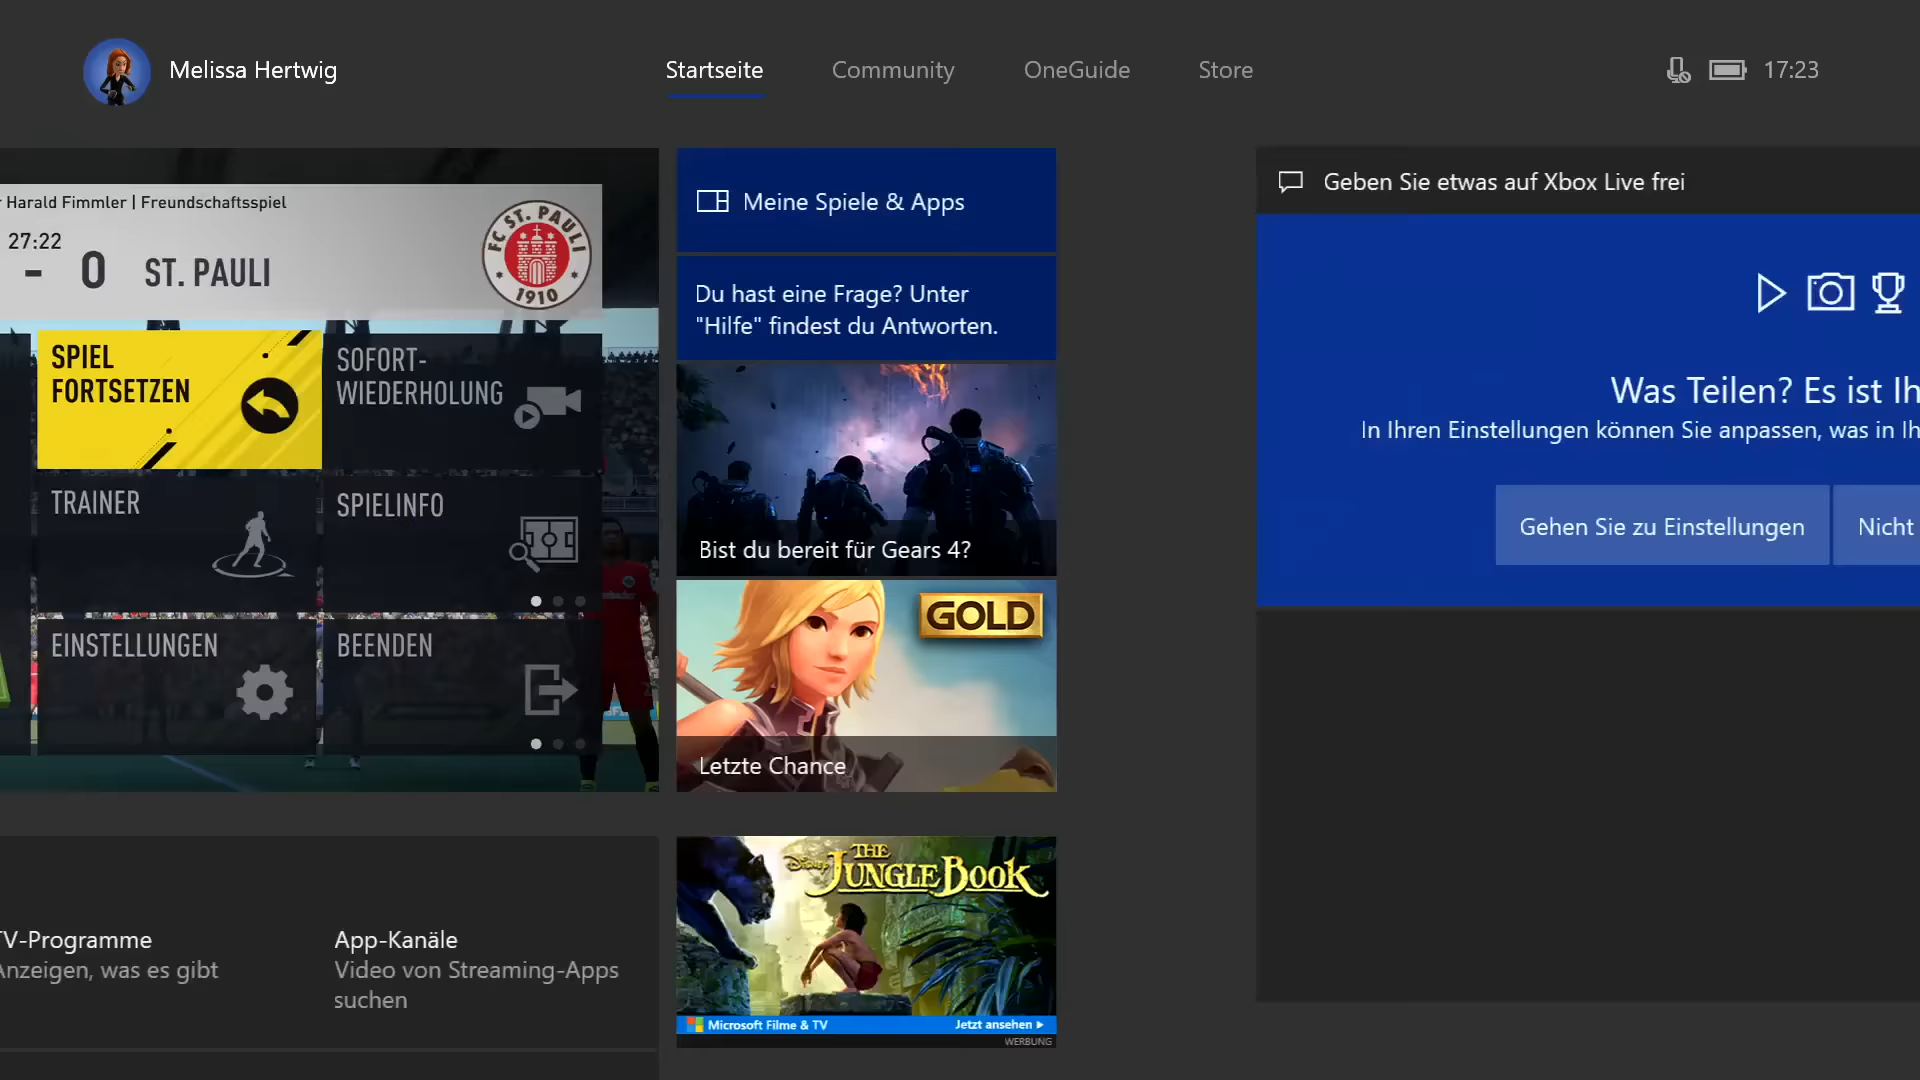 Melissa Hertwig
Startseite
Community
OneGuide
Store
17:23
Harald Fimmler | Freundschaftsspiel
27:22
- 0 ST. PAULI
FC ST. PAULI
1910
SPIEL
FORTSETZEN
SOFORT-
WIEDERHOLUNG
TRAINER
SPIELINFO
EINSTELLUNGEN
BEENDEN
Meine Spiele & Apps
Du hast eine Frage? Unter
"Hilfe" findest du Antworten.
Bist du bereit für Gears 4?
GOLD
Letzte Chance
Geben Sie etwas auf Xbox Live frei
Was Teilen? Es ist Ih
In Ihren Einstellungen können Sie anpassen, was in Ih
Gehen Sie zu Einstellungen
Nicht
TV-Programme
Anzeigen, was es gibt
App-Kanäle
Video von Streaming-Apps
suchen
Disney
THE
JUNGLE BOOK
Microsoft Filme & TV
Jetzt ansehen
WERBUNG